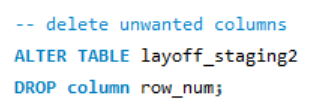 -- delete unwanted columns
ALTER TABLE layoff_staging2
DROP column row_num;